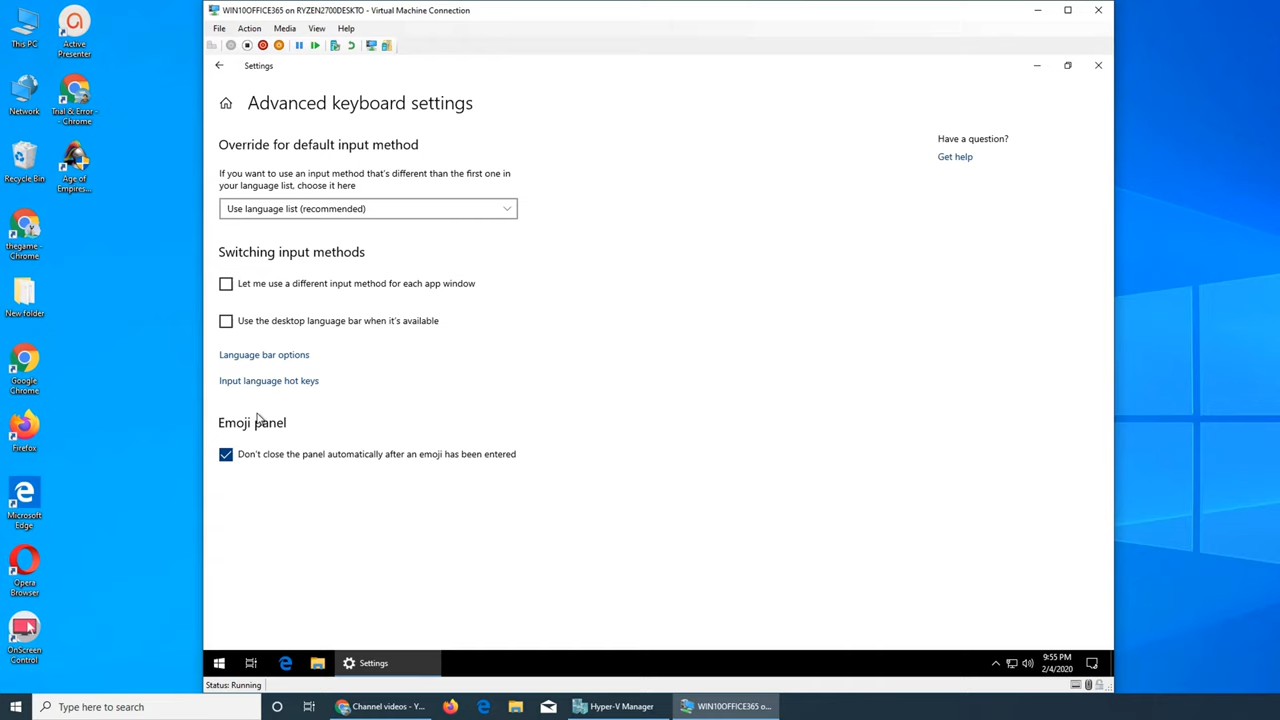 WIN10OFFICE365 on RYZEN2700DESKTO - Virtual Machine Connection
File Action Media View Help
Settings
Advanced keyboard settings
Override for default input method
If you want to use an input method that's different than the first one in
your language list, choose it here
Use language list (recommended)
Switching input methods
Let me use a different input method for each app window
Use the desktop language bar when it's available
Language bar options
Input language hot keys
Emoji panel
Don't close the panel automatically after an emoji has been entered
Have a question?
Get help
This PC
Active
Presenter
Network
Trial & Error -
- Chrome
Recycle Bin
Age of
Empires...
thegame -
Chrome
New folder
Google
Chrome
Firefox
Microsoft
Edge
Opera
Browser
OnScreen
Control
Settings
9:55 PM
2/4/2020
Status: Running
Type here to search
Channel videos - Y...
Hyper-V Manager
WIN10OFFICE365 o...